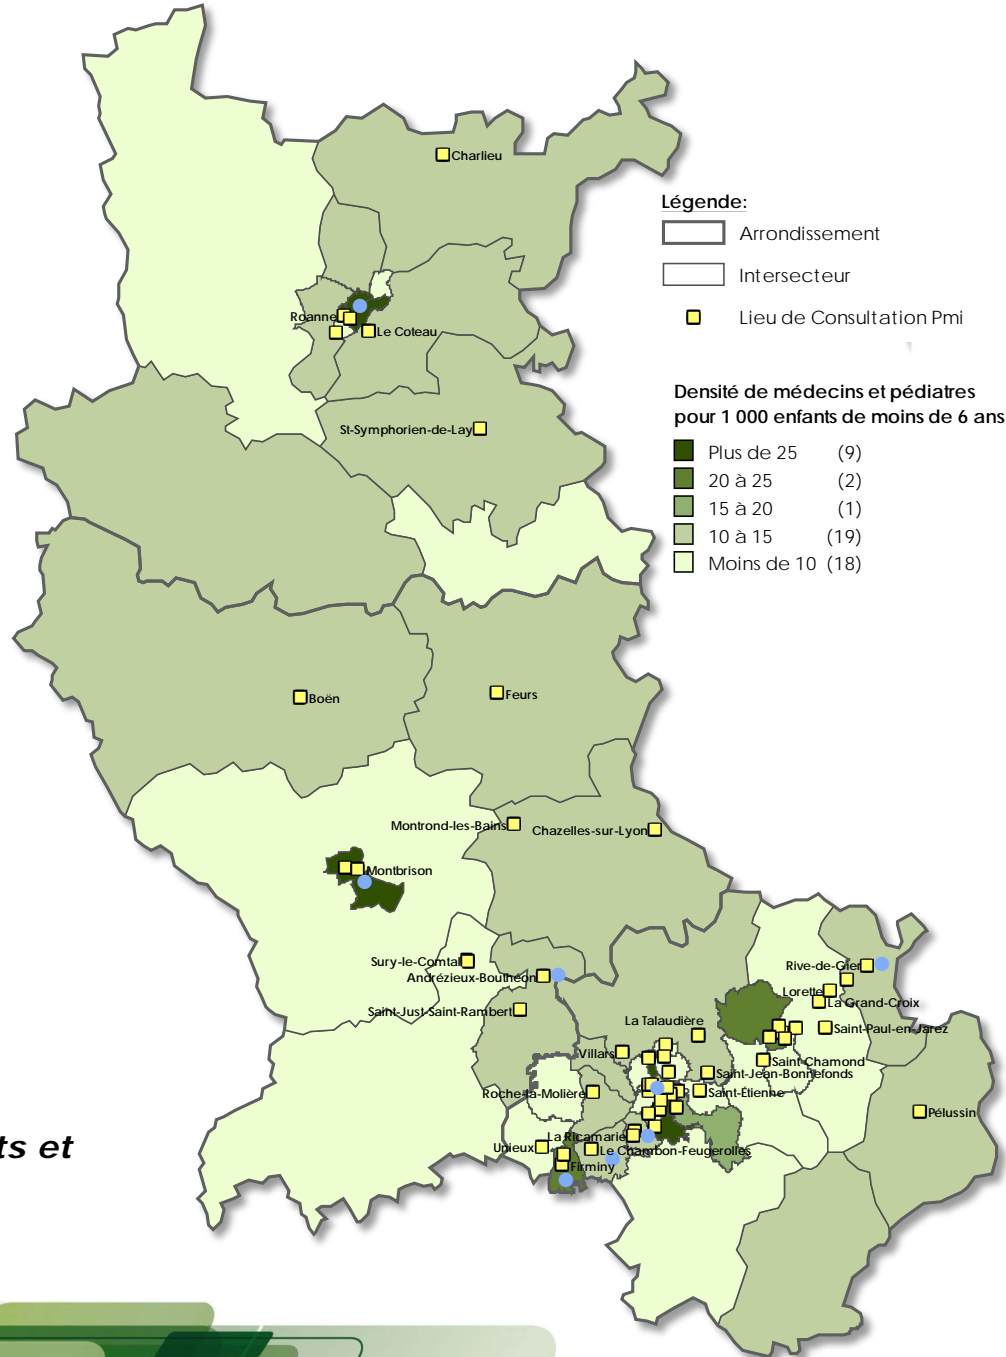 Charlieu
Légende:
Arrondissement
Intersecteur
Lieu de Consultation Pmi
Roanne
Le Coteau
Densité de médecins et pédiatres
pour 1 000 enfants de moins de 6 ans
Plus de 25 (9)
20 à 25 (2)
15 à 20 (1)
10 à 15 (19)
Moins de 10 (18)
St-Symphorien-de-Lay
Boën
Feurs
Montrond-les-Bains
Chazelles-sur-Lyon
Montbrison
Sury-le-Comtal
Andrézieux-Bouthéon
Rive-de-Gier
Lorette
La Grand-Croix
Saint-Just-Saint-Rambert
La Talaudière
Saint-Paul-en-Jarez
Villars
Saint-Chamond
Saint-Jean-Bonnefonds
Roche-la-Molière
Saint-Étienne
Pélussin
La Ricamarie
Unieux
Le Chambon-Feugerolles
Firminy
ts et